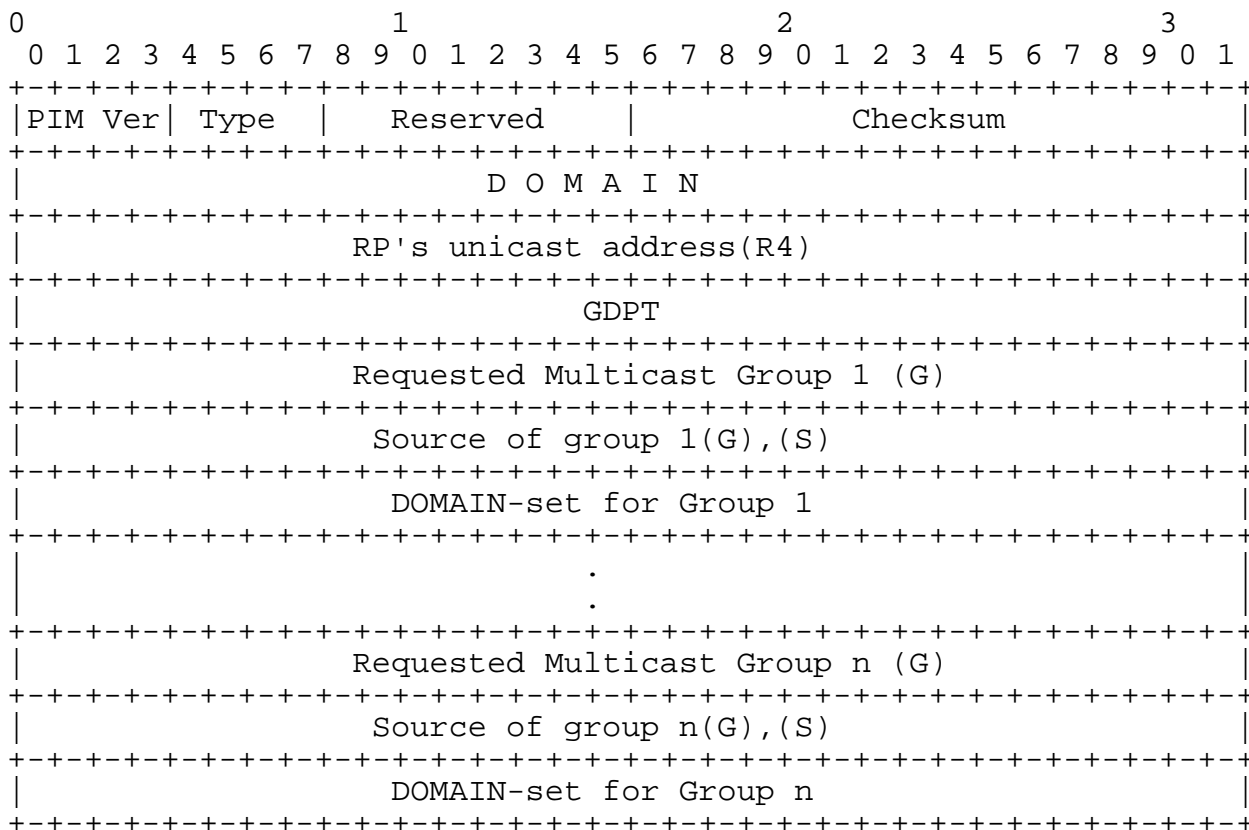 0                   1                   2                   3
 0 1 2 3 4 5 6 7 8 9 0 1 2 3 4 5 6 7 8 9 0 1 2 3 4 5 6 7 8 9 0 1
+-+-+-+-+-+-+-+-+-+-+-+-+-+-+-+-+-+-+-+-+-+-+-+-+-+-+-+-+-+-+-+-+
|PIM Ver| Type  |   Reserved    |           Checksum            |
+-+-+-+-+-+-+-+-+-+-+-+-+-+-+-+-+-+-+-+-+-+-+-+-+-+-+-+-+-+-+-+-+
|                        D O M A I N                            |
+-+-+-+-+-+-+-+-+-+-+-+-+-+-+-+-+-+-+-+-+-+-+-+-+-+-+-+-+-+-+-+-+
|                 RP's unicast address(R4)                      |
+-+-+-+-+-+-+-+-+-+-+-+-+-+-+-+-+-+-+-+-+-+-+-+-+-+-+-+-+-+-+-+-+
|                             GDPT                              |
+-+-+-+-+-+-+-+-+-+-+-+-+-+-+-+-+-+-+-+-+-+-+-+-+-+-+-+-+-+-+-+-+
|                 Requested Multicast Group 1 (G)               |
+-+-+-+-+-+-+-+-+-+-+-+-+-+-+-+-+-+-+-+-+-+-+-+-+-+-+-+-+-+-+-+-+
|                  Source of group 1(G),(S)                     |
+-+-+-+-+-+-+-+-+-+-+-+-+-+-+-+-+-+-+-+-+-+-+-+-+-+-+-+-+-+-+-+-+
|                   DOMAIN-set for Group 1                      |
+-+-+-+-+-+-+-+-+-+-+-+-+-+-+-+-+-+-+-+-+-+-+-+-+-+-+-+-+-+-+-+-+
|                             .                                 |
|                             .                                 |
+-+-+-+-+-+-+-+-+-+-+-+-+-+-+-+-+-+-+-+-+-+-+-+-+-+-+-+-+-+-+-+-+
|                 Requested Multicast Group n (G)               |
+-+-+-+-+-+-+-+-+-+-+-+-+-+-+-+-+-+-+-+-+-+-+-+-+-+-+-+-+-+-+-+-+
|                  Source of group n(G),(S)                     |
+-+-+-+-+-+-+-+-+-+-+-+-+-+-+-+-+-+-+-+-+-+-+-+-+-+-+-+-+-+-+-+-+
|                   DOMAIN-set for Group n                      |
+-+-+-+-+-+-+-+-+-+-+-+-+-+-+-+-+-+-+-+-+-+-+-+-+-+-+-+-+-+-+-+-+